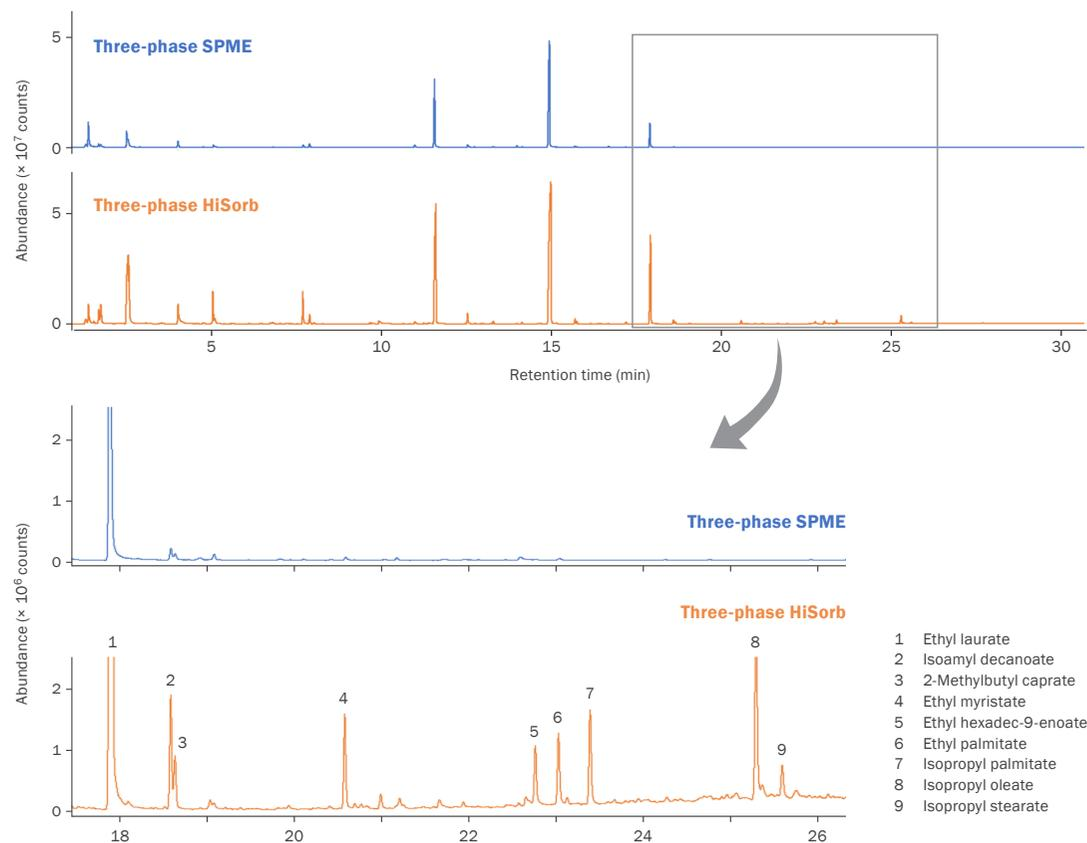 5
Three-phase SPME
0
Abundance (× 10⁷ counts)
5
Three-phase HiSorb
0
5 10 15 20 25 30
Retention time (min)
2
1
Three-phase SPME
0
Abundance (× 10⁶ counts)
Three-phase HiSorb
1 2 3 4 5 6 7 8 9
2
1
0
18 20 22 24 26
1 Ethyl laurate
2 Isoamyl decanoate
3 2-Methylbutyl caprate
4 Ethyl myristate
5 Ethyl hexadec-9-enoate
6 Ethyl palmitate
7 Isopropyl palmitate
8 Isopropyl oleate
9 Isopropyl stearate